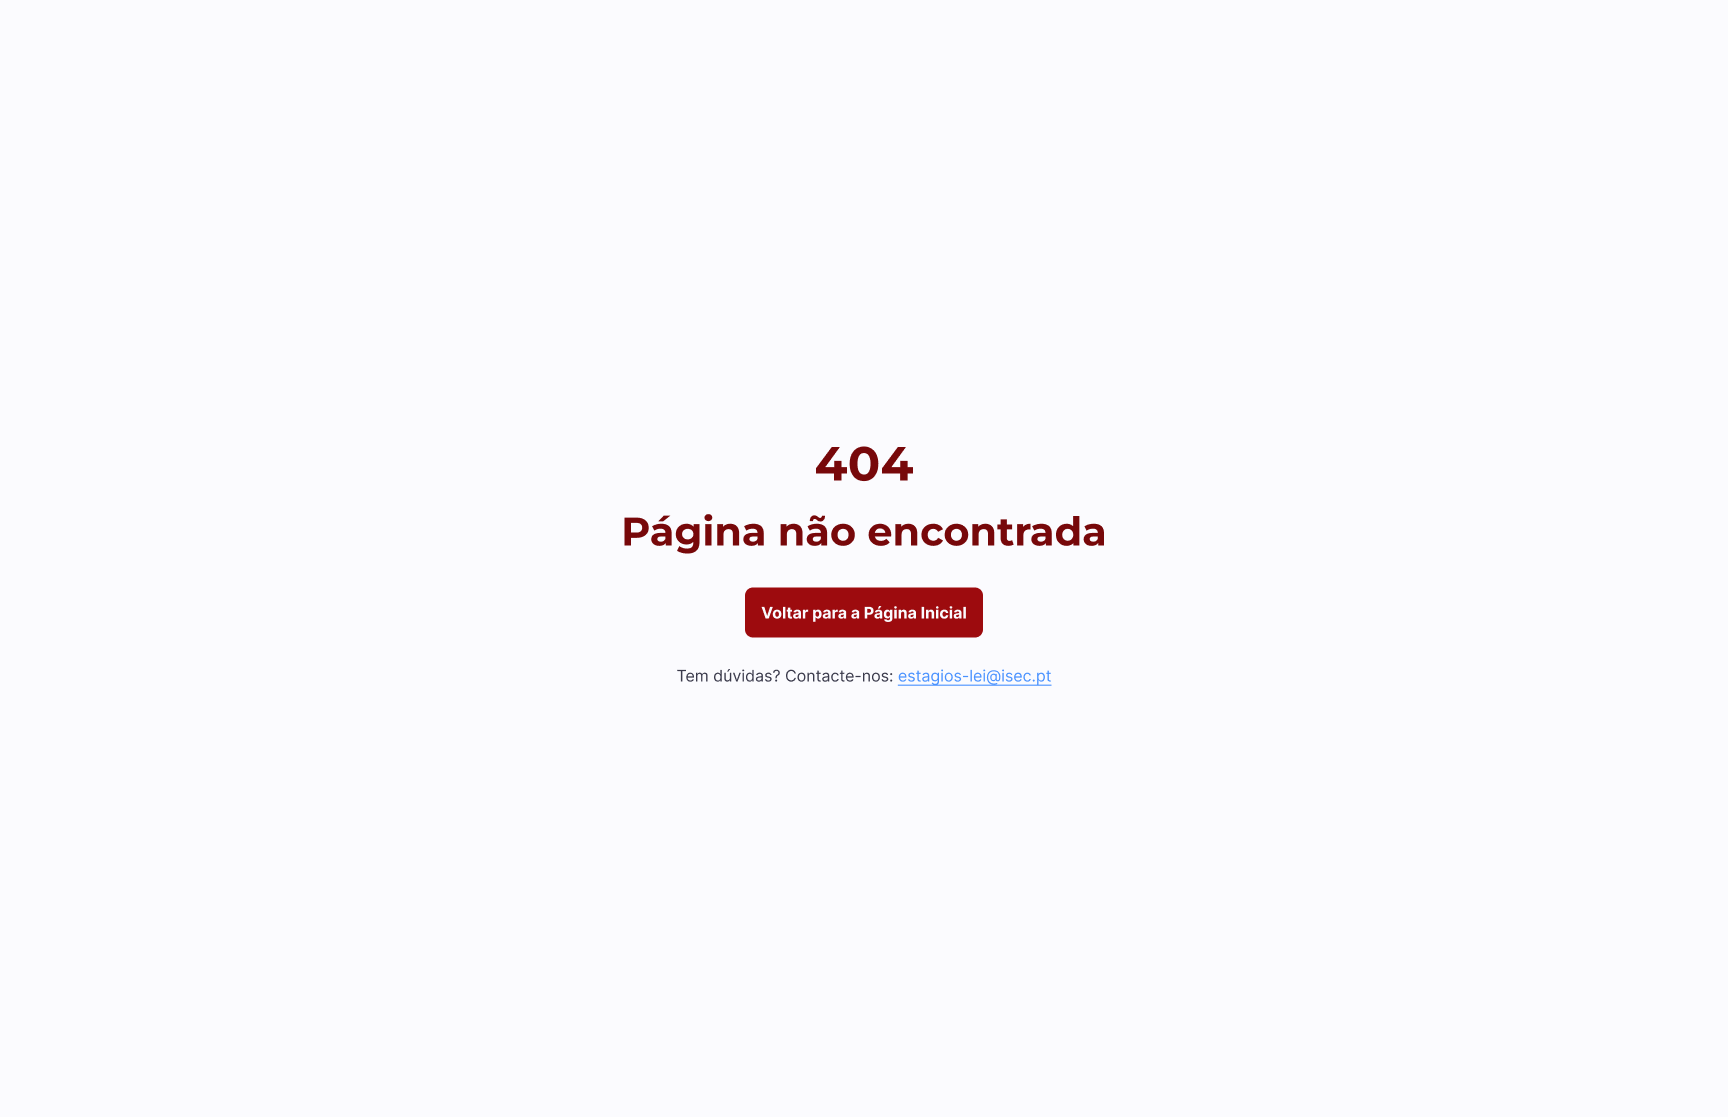 404
Página não encontrada
Voltar para a Página Inicial
Tem dúvidas? Contacte-nos: estagios-lei@isec.pt